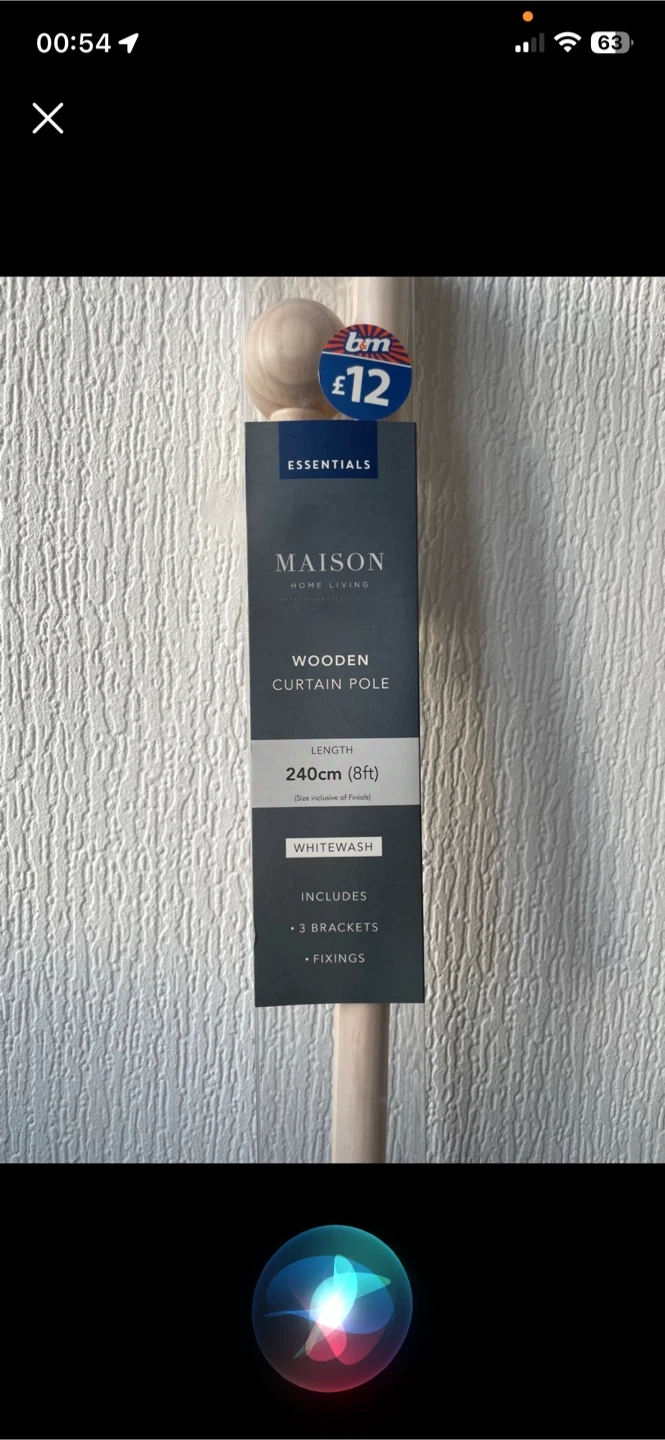 00:54
63
b&m
£12
ESSENTIALS
MAISON
HOME LIVING
WOODEN
CURTAIN POLE
LENGTH
240cm (8ft)
(Size inclusive of Finials)
WHITEWASH
INCLUDES
• 3 BRACKETS
• FIXINGS